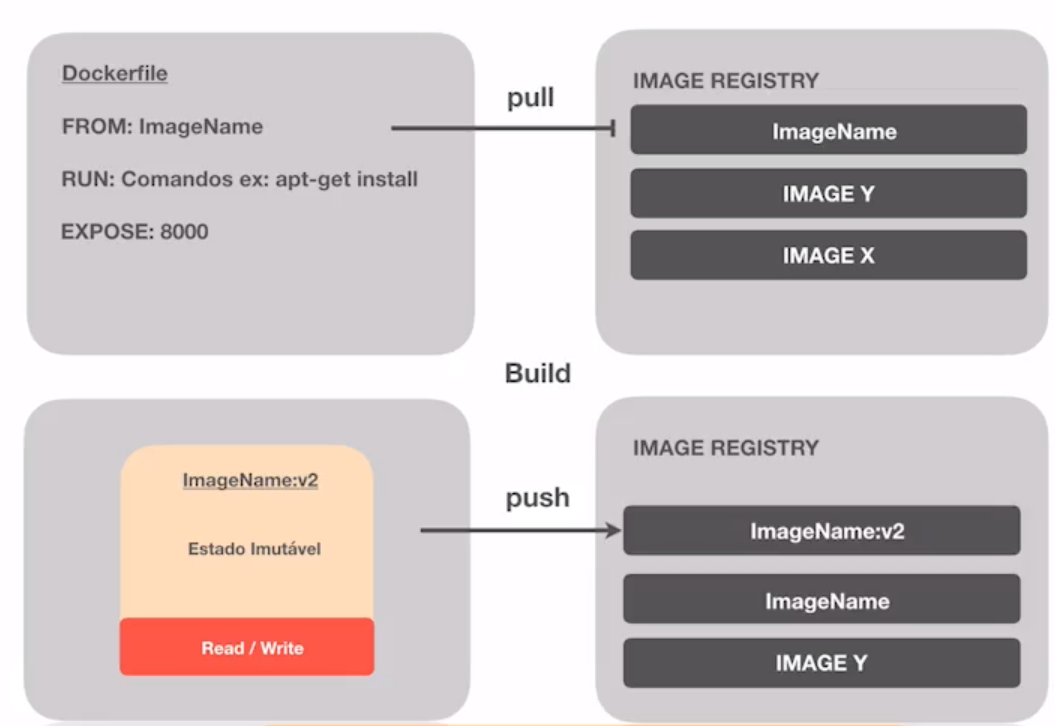 Dockerfile
FROM: ImageName
RUN: Comandos ex: apt-get install
EXPOSE: 8000
pull
IMAGE REGISTRY
ImageName
IMAGE Y
IMAGE X
Build
ImageName:v2
Estado Imutável
Read / Write
push
IMAGE REGISTRY
ImageName:v2
ImageName
IMAGE Y